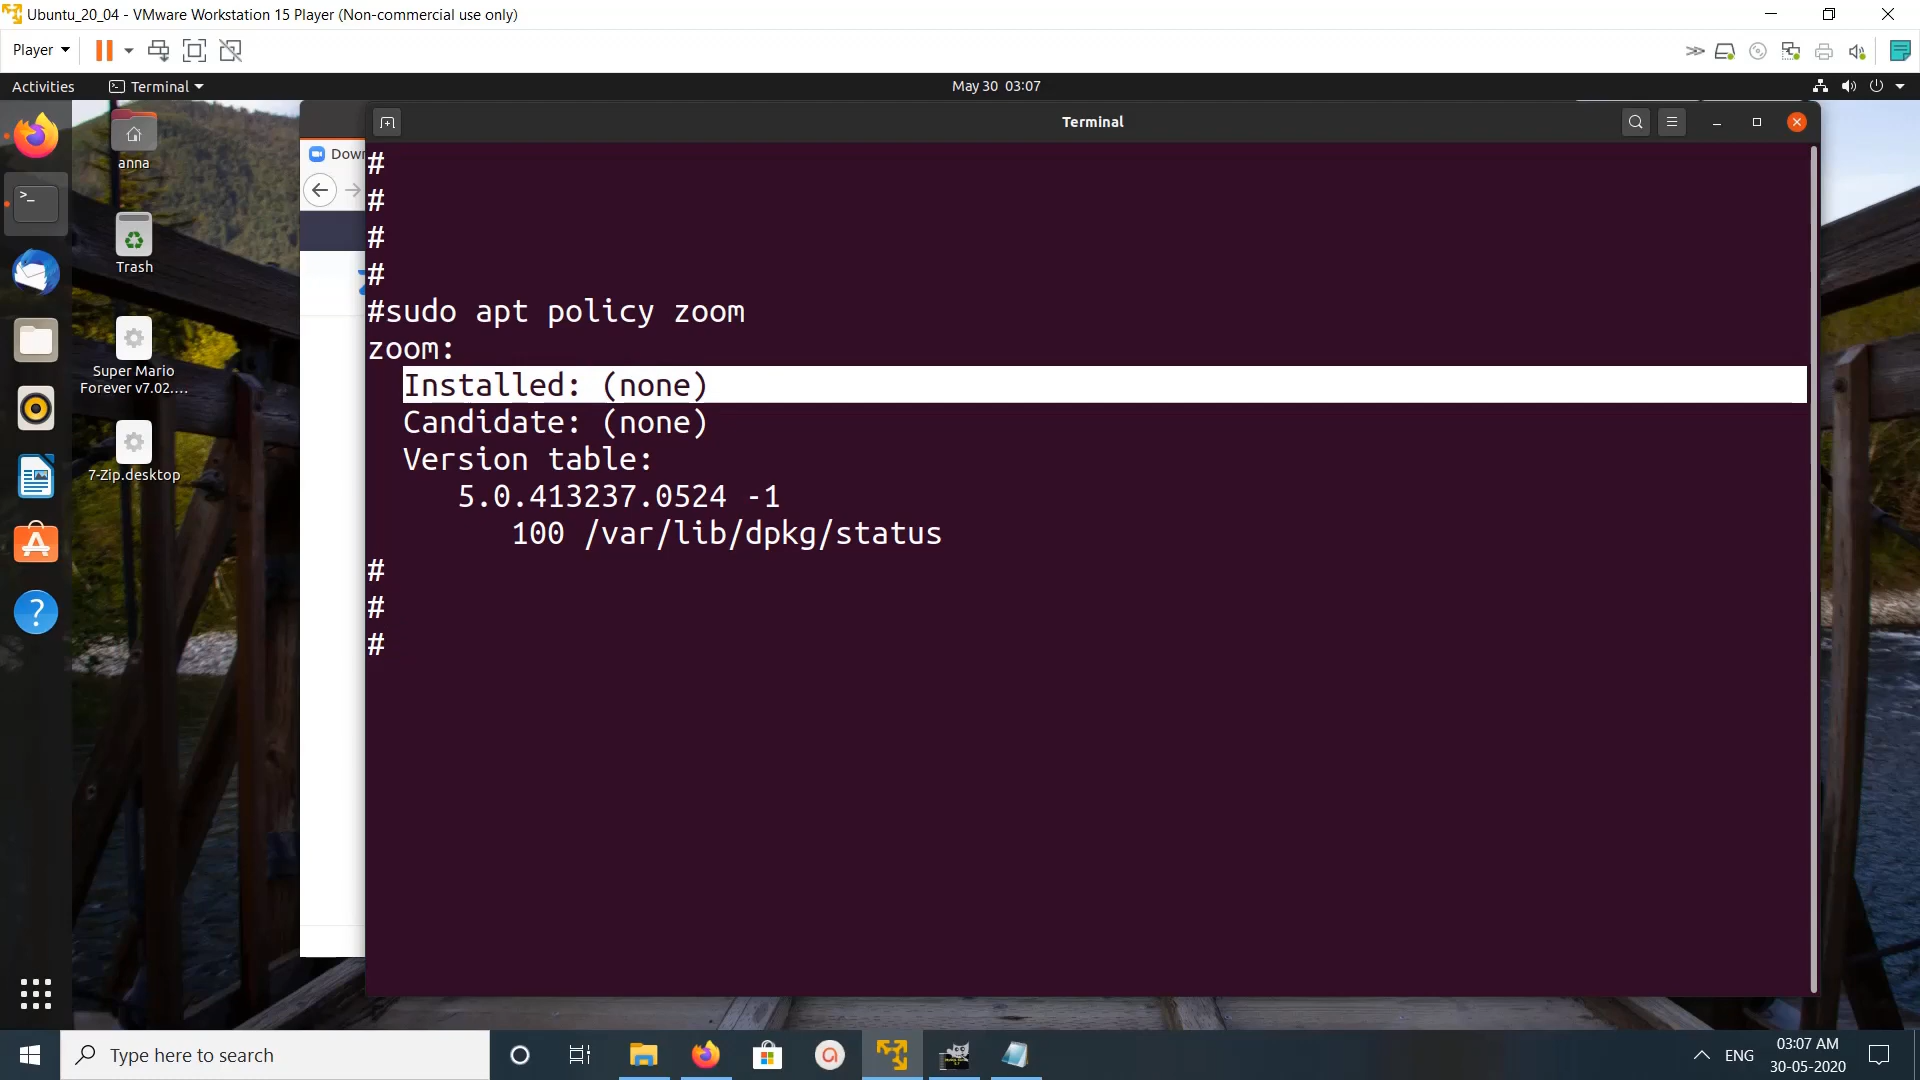 Ubuntu_20_04 - VMware Workstation 15 Player (Non-commercial use only)
Player
Activities
Terminal
May 30 03:07
anna
Trash
Super Mario
Forever v7.02....
7-Zip.desktop
Down
Terminal
#
#
#
#
#sudo apt policy zoom
zoom:
Installed: (none)
Candidate: (none)
Version table:
5.0.413237.0524 -1
100 /var/lib/dpkg/status
#
#
#
Type here to search
ENG
03:07 AM
30-05-2020